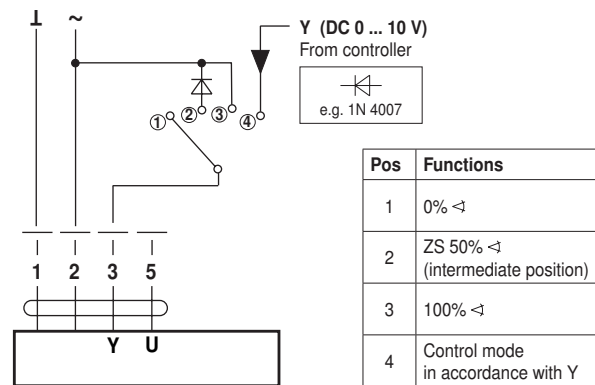 ⊥ ~
Y (DC 0 ... 10 V)
From controller
e.g. 1N 4007
① ② ③ ④
1 2 3 5
Y U
Pos Functions
1 0% ∢
2 ZS 50% ∢
(intermediate position)
3 100% ∢
4 Control mode
in accordance with Y